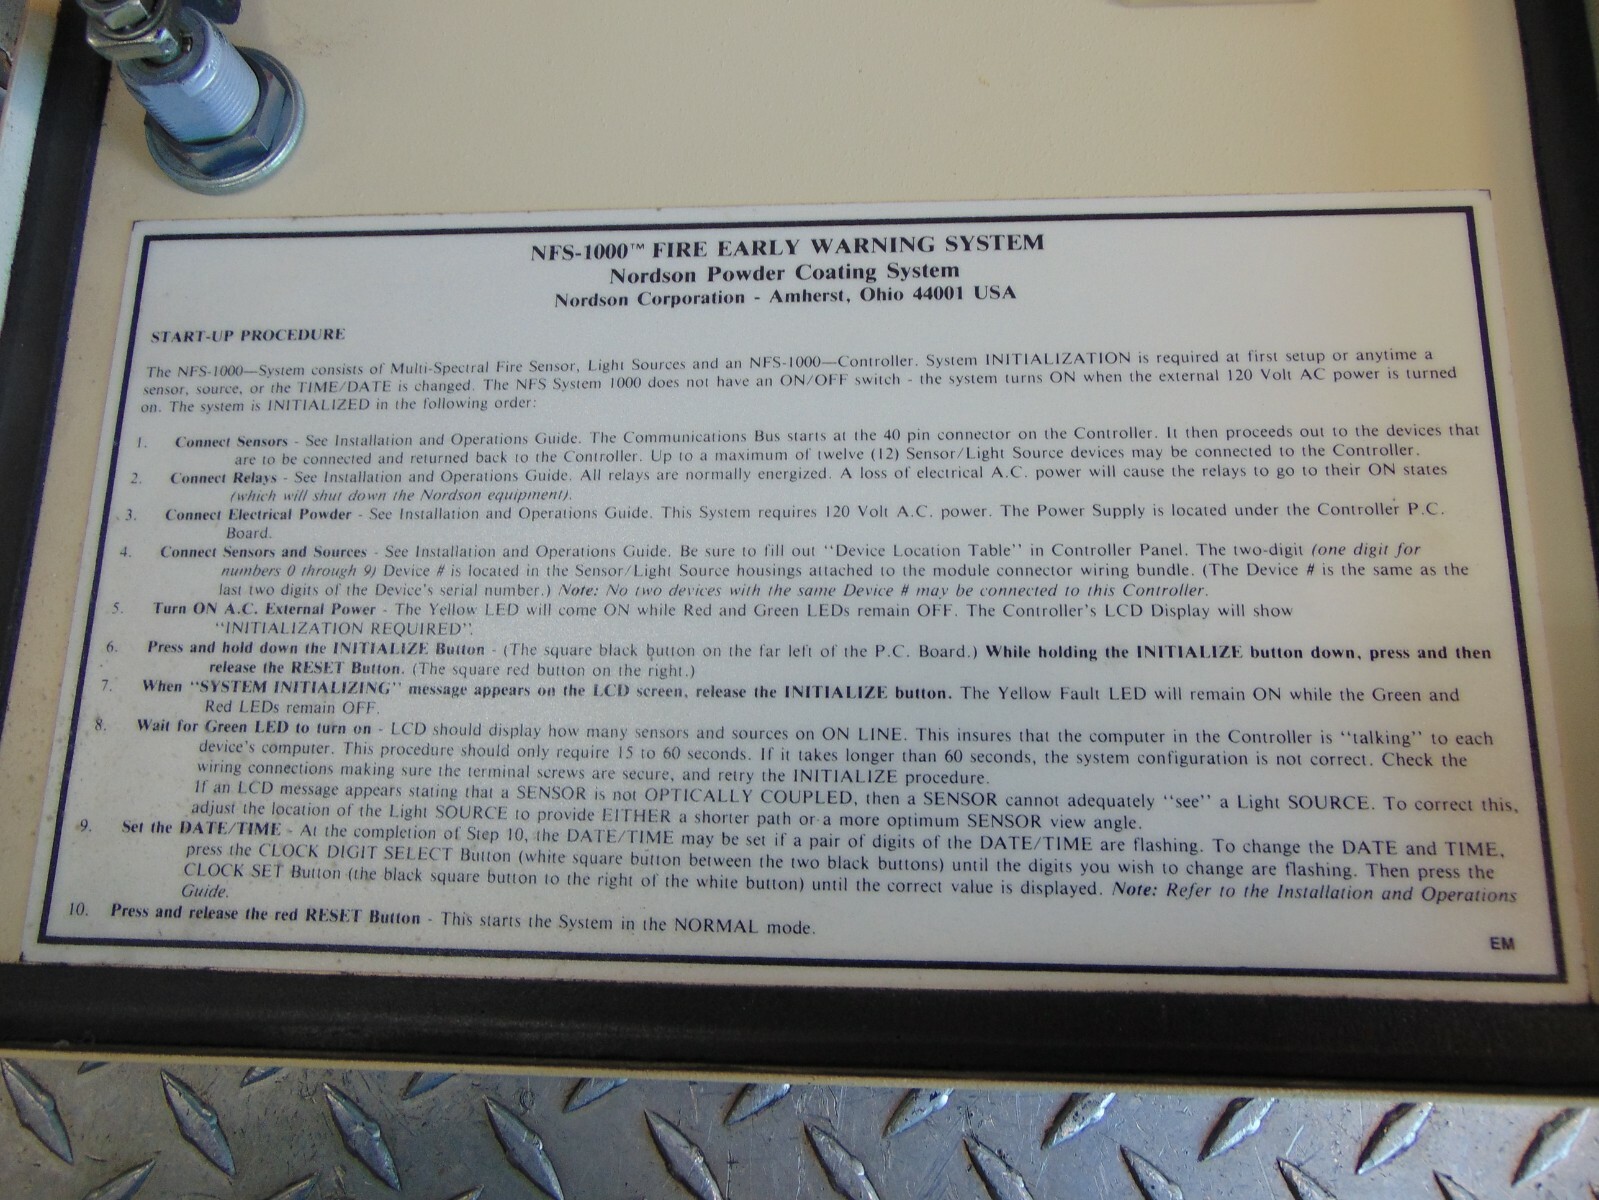 NFS-1000™ FIRE EARLY WARNING SYSTEM
Nordson Powder Coating System
Nordson Corporation - Amherst, Ohio 44001 USA
START-UP PROCEDURE
The NFS-1000—System consists of Multi-Spectral Fire Sensor, Light Sources and an NFS-1000—Controller. System INITIALIZATION is required at first setup or anytime a
sensor, source, or the TIME/DATE is changed. The NFS System 1000 does not have an ON/OFF switch - the system turns ON when the external 120 Volt AC power is turned
on. The system is INITIALIZED in the following order:
1. Connect Sensors - See Installation and Operations Guide. The Communications Bus starts at the 40 pin connector on the Controller. It then proceeds out to the devices that
are to be connected and returned back to the Controller. Up to a maximum of twelve (12) Sensor/Light Source devices may be connected to the Controller.
2. Connect Relays - See Installation and Operations Guide. All relays are normally energized. A loss of electrical A.C. power will cause the relays to go to their ON states
(which will shut down the Nordson equipment).
3. Connect Electrical Powder - See Installation and Operations Guide. This System requires 120 Volt A.C. power. The Power Supply is located under the Controller P.C.
Board.
4. Connect Sensors and Sources - See Installation and Operations Guide. Be sure to fill out "Device Location Table" in Controller Panel. The two-digit (one digit for
numbers 0 through 9) Device # is located in the Sensor/Light Source housings attached to the module connector wiring bundle. (The Device # is the same as the
last two digits of the Device's serial number.) Note: No two devices with the same Device # may be connected to this Controller.
5. Turn ON A.C. External Power - The Yellow LED will come ON while Red and Green LEDs remain OFF. The Controller's LCD Display will show
"INITIALIZATION REQUIRED".
6. Press and hold down the INITIALIZE Button - (The square black button on the far left of the P.C. Board.) While holding the INITIALIZE button down, press and then
release the RESET Button. (The square red button on the right.)
7. When "SYSTEM INITIALIZING" message appears on the LCD screen, release the INITIALIZE button. The Yellow Fault LED will remain ON while the Green and
Red LEDs remain OFF.
8. Wait for Green LED to turn on - LCD should display how many sensors and sources on ON LINE. This insures that the computer in the Controller is "talking" to each
device's computer. This procedure should only require 15 to 60 seconds. If it takes longer than 60 seconds, the system configuration is not correct. Check the
wiring connections making sure the terminal screws are secure, and retry the INITIALIZE procedure.
If an LCD message appears stating that a SENSOR is not OPTICALLY COUPLED, then a SENSOR cannot adequately "see" a Light SOURCE. To correct this,
adjust the location of the Light SOURCE to provide EITHER a shorter path or a more optimum SENSOR view angle.
9. Set the DATE/TIME - At the completion of Step 10, the DATE/TIME may be set if a pair of digits of the DATE/TIME are flashing. To change the DATE and TIME,
press the CLOCK DIGIT SELECT Button (white square button between the two black buttons) until the digits you wish to change are flashing. Then press the
CLOCK SET Button (the black square button to the right of the white button) until the correct value is displayed. Note: Refer to the Installation and Operations
Guide.
10. Press and release the red RESET Button - This starts the System in the NORMAL mode.
EM